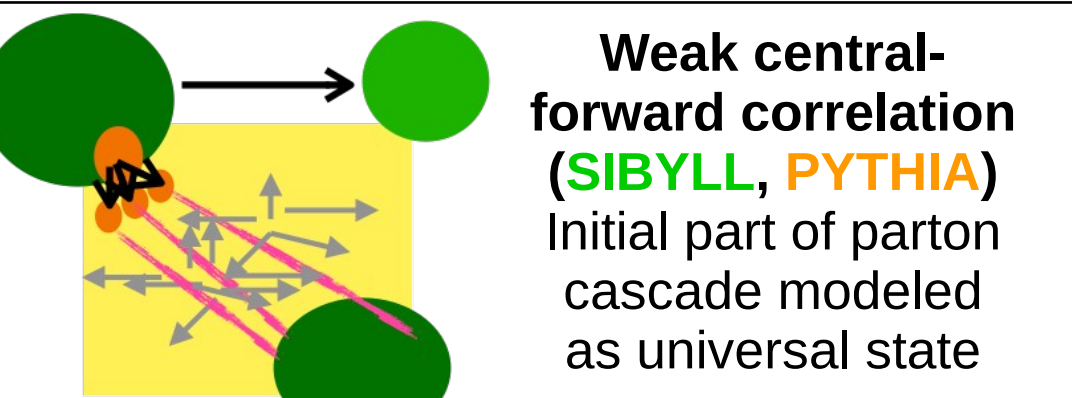 Weak central-
forward correlation
(SIBYLL, PYTHIA)
Initial part of parton
cascade modeled
as universal state